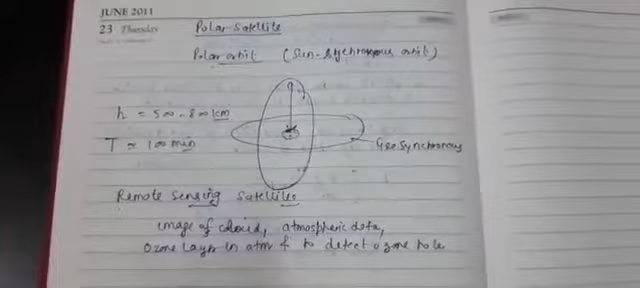 JUNE 2011
23 Thursday
Polar Satellite
Polar orbit (Sun-Sychronous orbit)
h = 500 - 800 km
T ≈ 100 min
Geo Synchronous
Remote Sensing Satellites
image of cloud, atmospheric data,
Ozone Layer in atm & to detect ozone hole